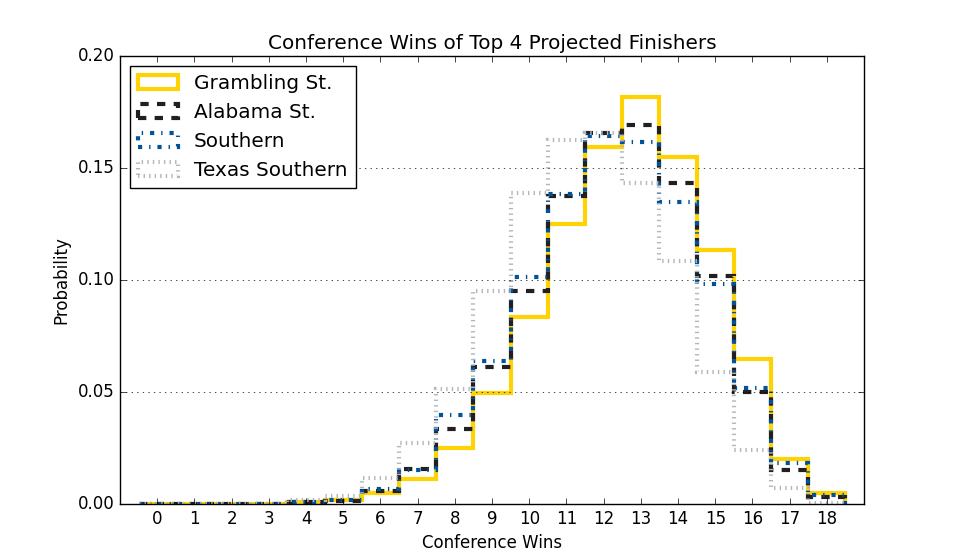 Conference Wins of Top 4 Projected Finishers
0.20
0.15
0.10
0.05
0.00
Probability
Grambling St.
Alabama St.
Southern
Texas Southern
0 1 2 3 4 5 6 7 8 9 10 11 12 13 14 15 16 17 18
Conference Wins